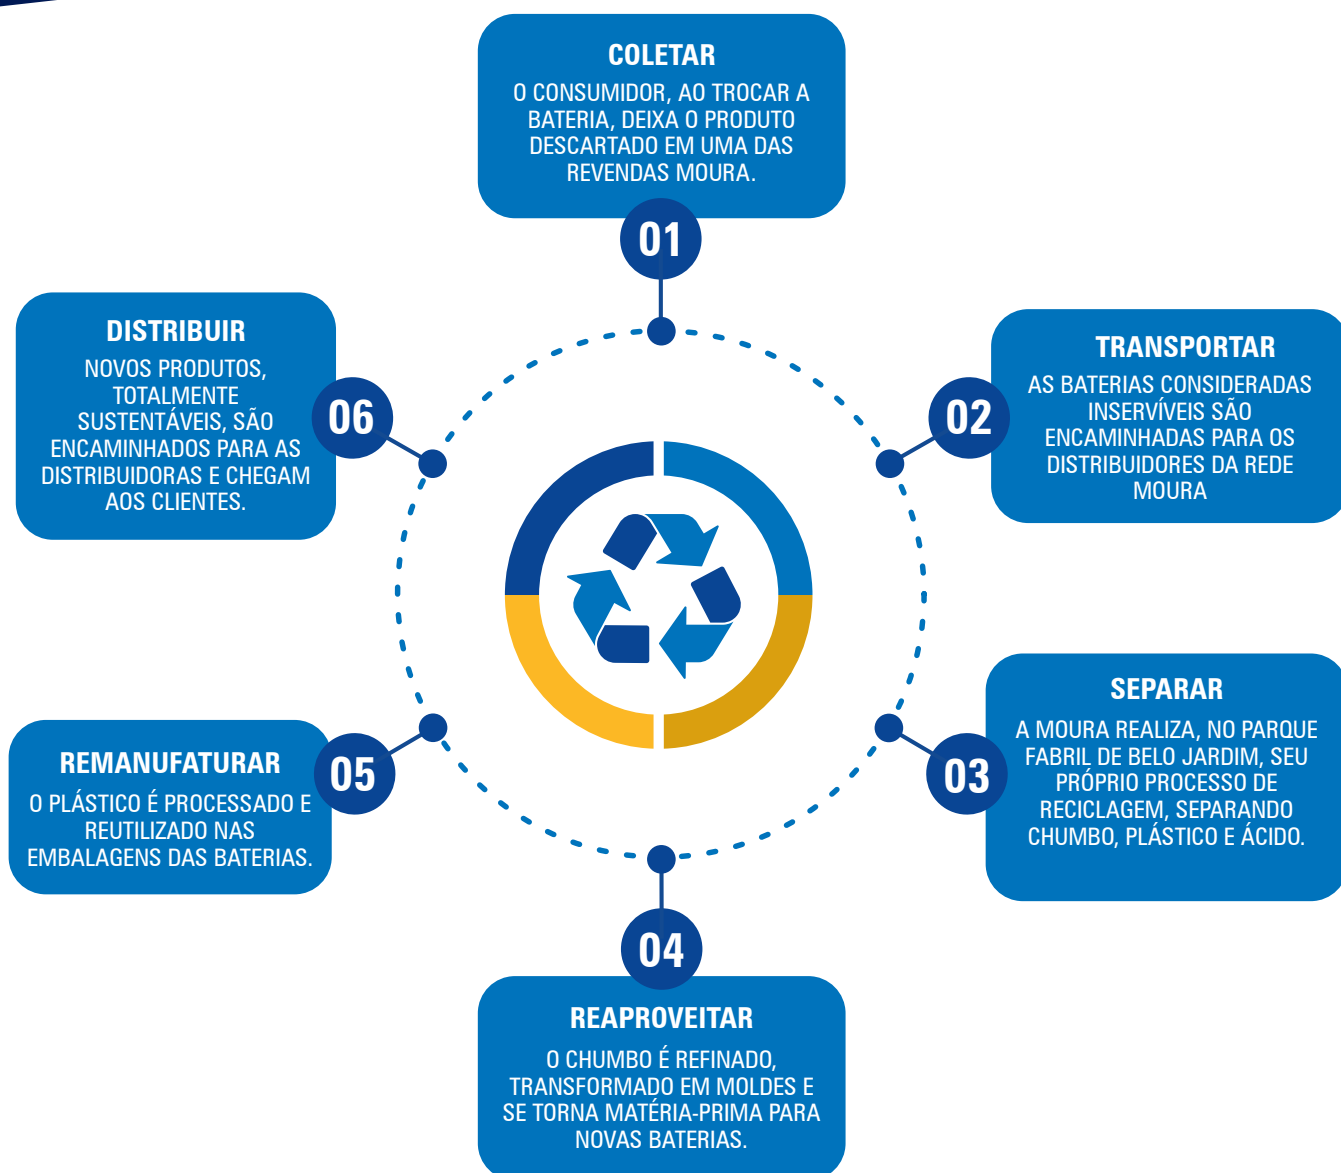 COLETAR
O CONSUMIDOR, AO TROCAR A
BATERIA, DEIXA O PRODUTO
DESCARTADO EM UMA DAS
REVENDAS MOURA.
01
TRANSPORTAR
AS BATERIAS CONSIDERADAS
INSERVÍVEIS SÃO
ENCAMINHADAS PARA OS
DISTRIBUIDORES DA REDE
MOURA
02
SEPARAR
A MOURA REALIZA, NO PARQUE
FABRIL DE BELO JARDIM, SEU
PRÓPRIO PROCESSO DE
RECICLAGEM, SEPARANDO
CHUMBO, PLÁSTICO E ÁCIDO.
03
04
REAPROVEITAR
O CHUMBO É REFINADO,
TRANSFORMADO EM MOLDES E
SE TORNA MATÉRIA-PRIMA PARA
NOVAS BATERIAS.
REMANUFATURAR
O PLÁSTICO É PROCESSADO E
REUTILIZADO NAS
EMBALAGENS DAS BATERIAS.
05
DISTRIBUIR
NOVOS PRODUTOS,
TOTALMENTE
SUSTENTÁVEIS, SÃO
ENCAMINHADOS PARA AS
DISTRIBUIDORAS E CHEGAM
AOS CLIENTES.
06